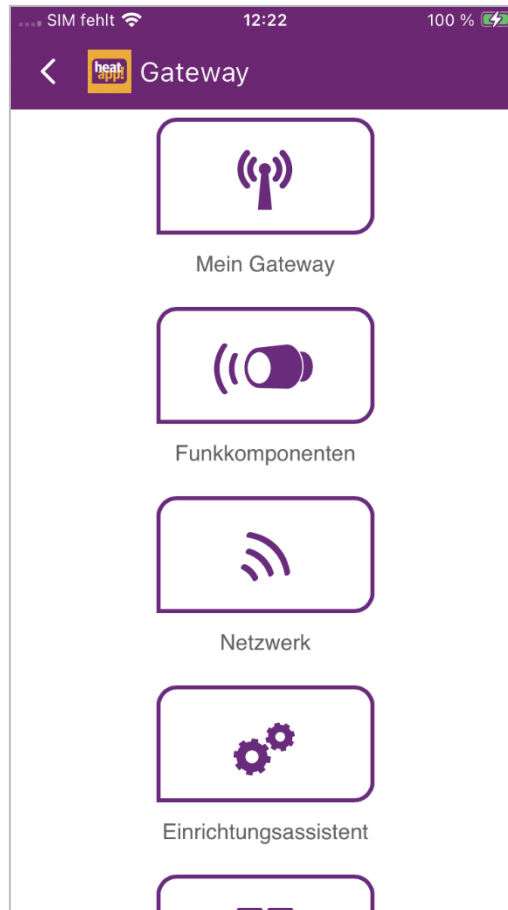 SIM fehlt 12:22 100 %
heat app! Gateway
Mein Gateway
Funkkomponenten
Netzwerk
Einrichtungsassistent